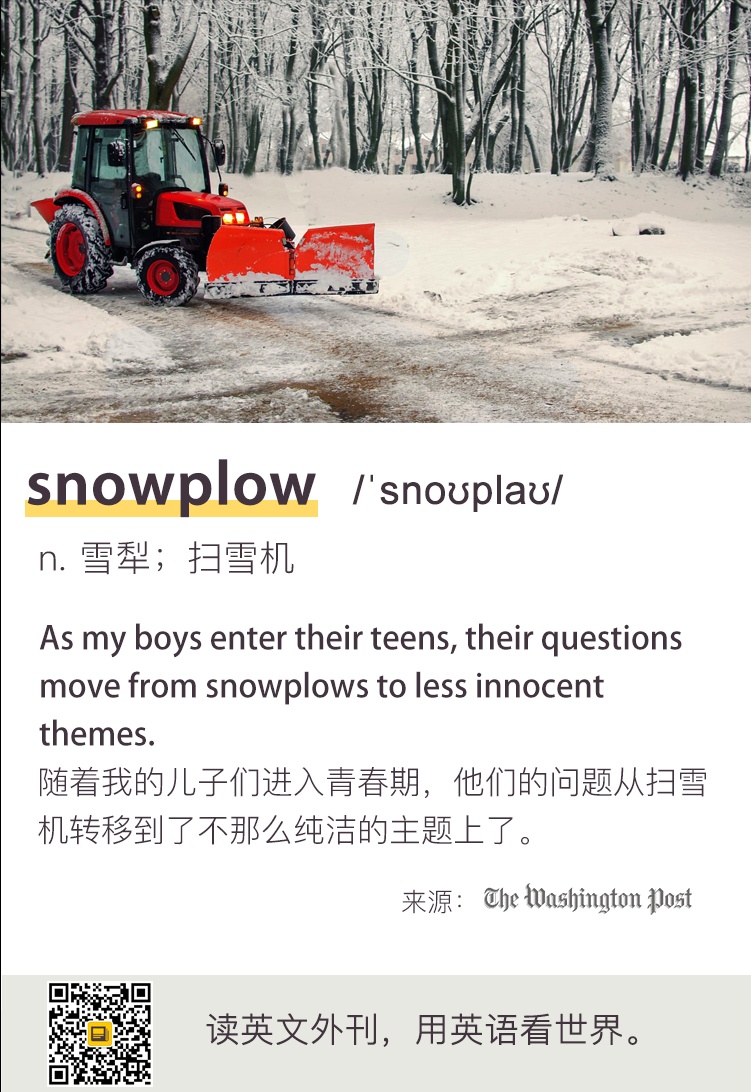 snowplow /ˈsnoʊplaʊ/
n. 雪犁；扫雪机
As my boys enter their teens, their questions
move from snowplows to less innocent
themes.
随着我的儿子们进入青春期，他们的问题从扫雪
机转移到了不那么纯洁的主题上了。
来源： The Washington Post
读英文外刊，用英语看世界。